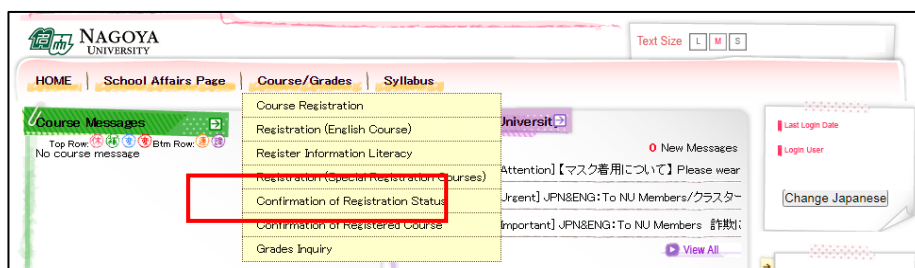 NAGOYA
UNIVERSITY
Text Size L M S
HOME School Affairs Page Course/Grades Syllabus
Course Messages
Top Row: Btm Row:
No course message
Course Registration
Registration (English Course)
Register Information Literacy
Registration (Special Registration Courses)
Confirmation of Registration Status
Confirmation of Registered Course
Grades Inquiry
University
0 New Messages
Attention]【マスク着用について】Please wear
Urgent] JPN&ENG:To NU Members/クラスター
mportant] JPN&ENG:To NU Members 詐欺に
View All
Last Login Date
Login User
Change Japanese